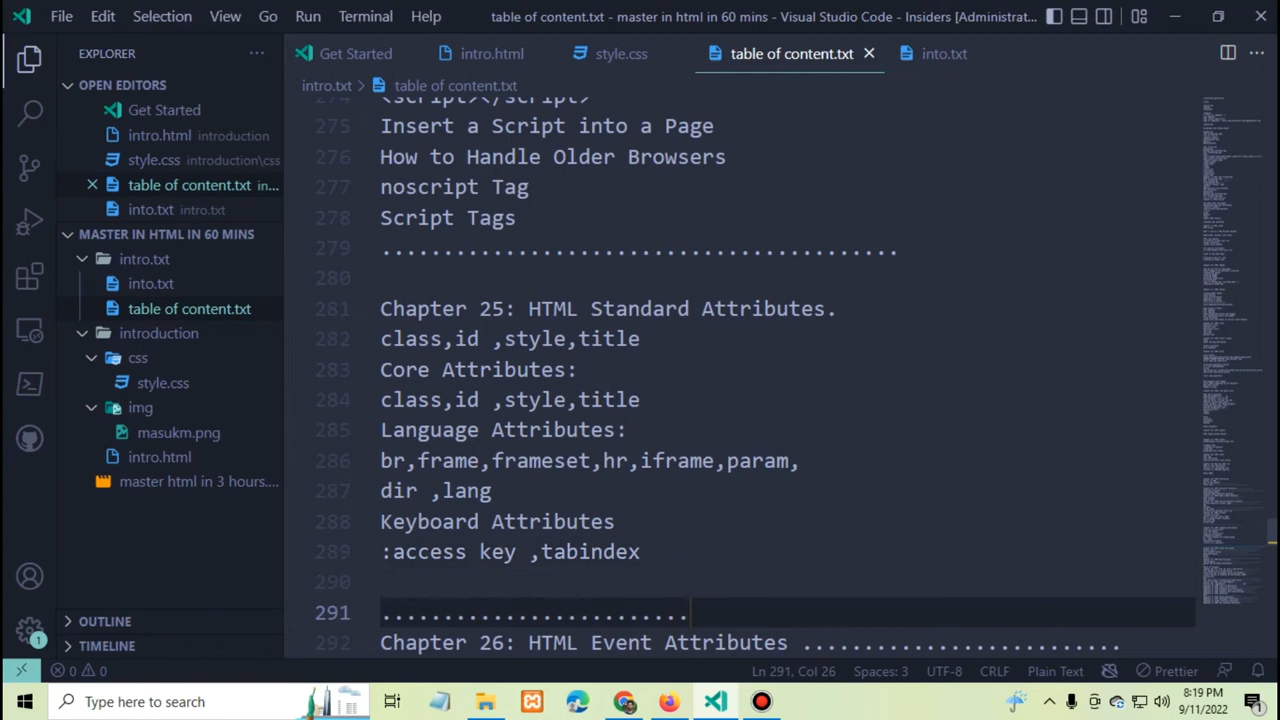 File Edit Selection View Go Run Terminal Help table of content.txt - master in html in 60 mins - Visual Studio Code - Insiders [Administrat...
EXPLORER ...
Get Started intro.html style.css table of content.txt into.txt
OPEN EDITORS
Get Started
intro.html introduction
style.css introduction\css
table of content.txt in...
into.txt intro.txt
MASTER IN HTML IN 60 MINS
intro.txt
into.txt
table of content.txt
introduction
css
style.css
img
masukm.png
intro.html
master html in 3 hours....
OUTLINE
TIMELINE
intro.txt > table of content.txt
274 <script></script>
275 Insert a Script into a Page
276 How to Handle Older Browsers
277 noscript Tag
278 Script Tags
279 ..........................................
280
281 Chapter 25: HTML Standard Attributes.
282 class,id ,style,title
283 Core Attributes:
284 class,id ,style,title
285 Language Attributes:
286 br,frame,frameset,hr,iframe,param,
287 dir ,lang
288 Keyboard Attributes
289 :access key ,tabindex
290
291 .........................
292 Chapter 26: HTML Event Attributes ..........................
0 0 Ln 291, Col 26 Spaces: 3 UTF-8 CRLF Plain Text Prettier
Type here to search
8:19 PM
9/11/2022
1
1